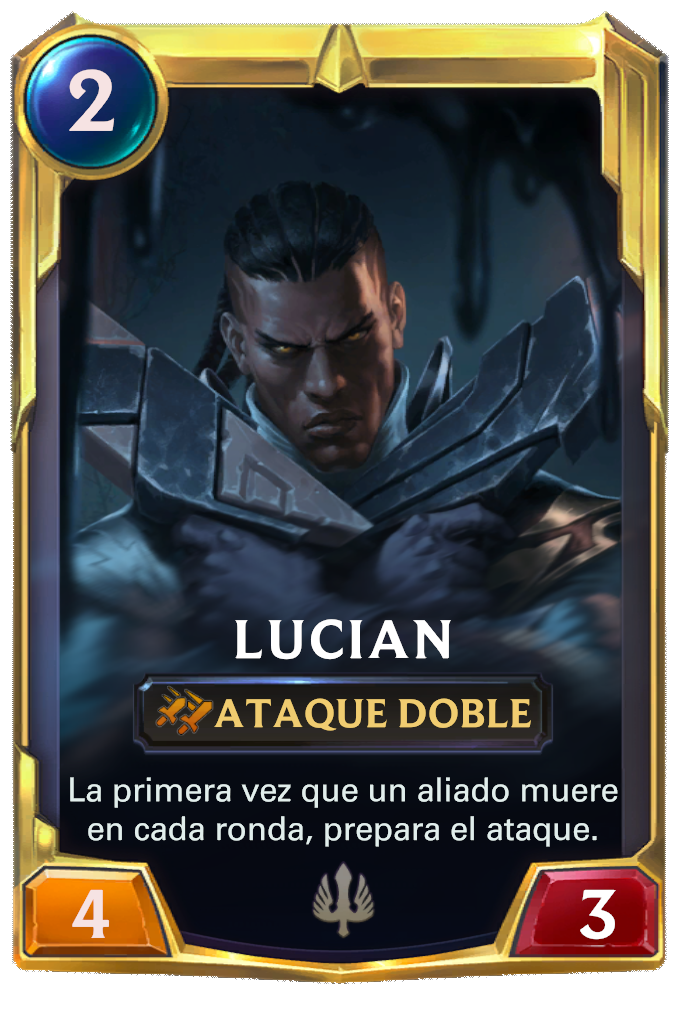 2
LUCIAN
ATAQUE DOBLE
La primera vez que un aliado muere
en cada ronda, prepara el ataque.
4
3